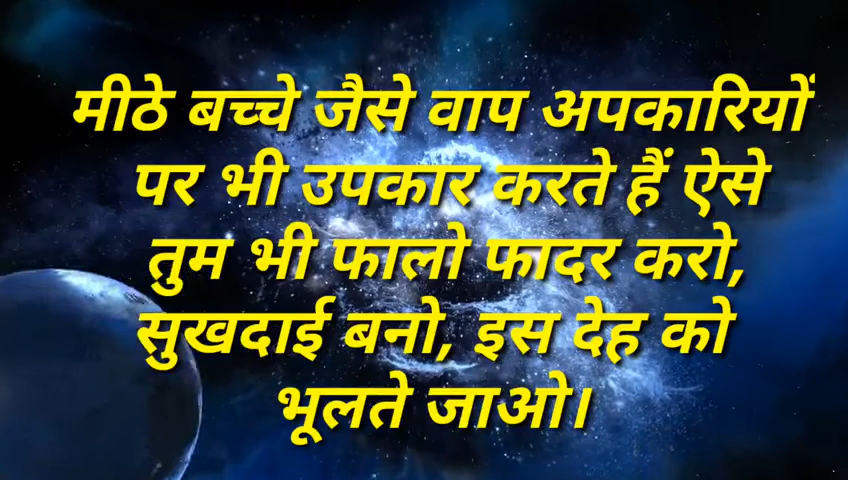 मीठे बच्चे जैसे वाप अपकारियों
पर भी उपकार करते हैं ऐसे
तुम भी फालो फादर करो,
सुखदाई बनो, इस देह को
भूलते जाओ।